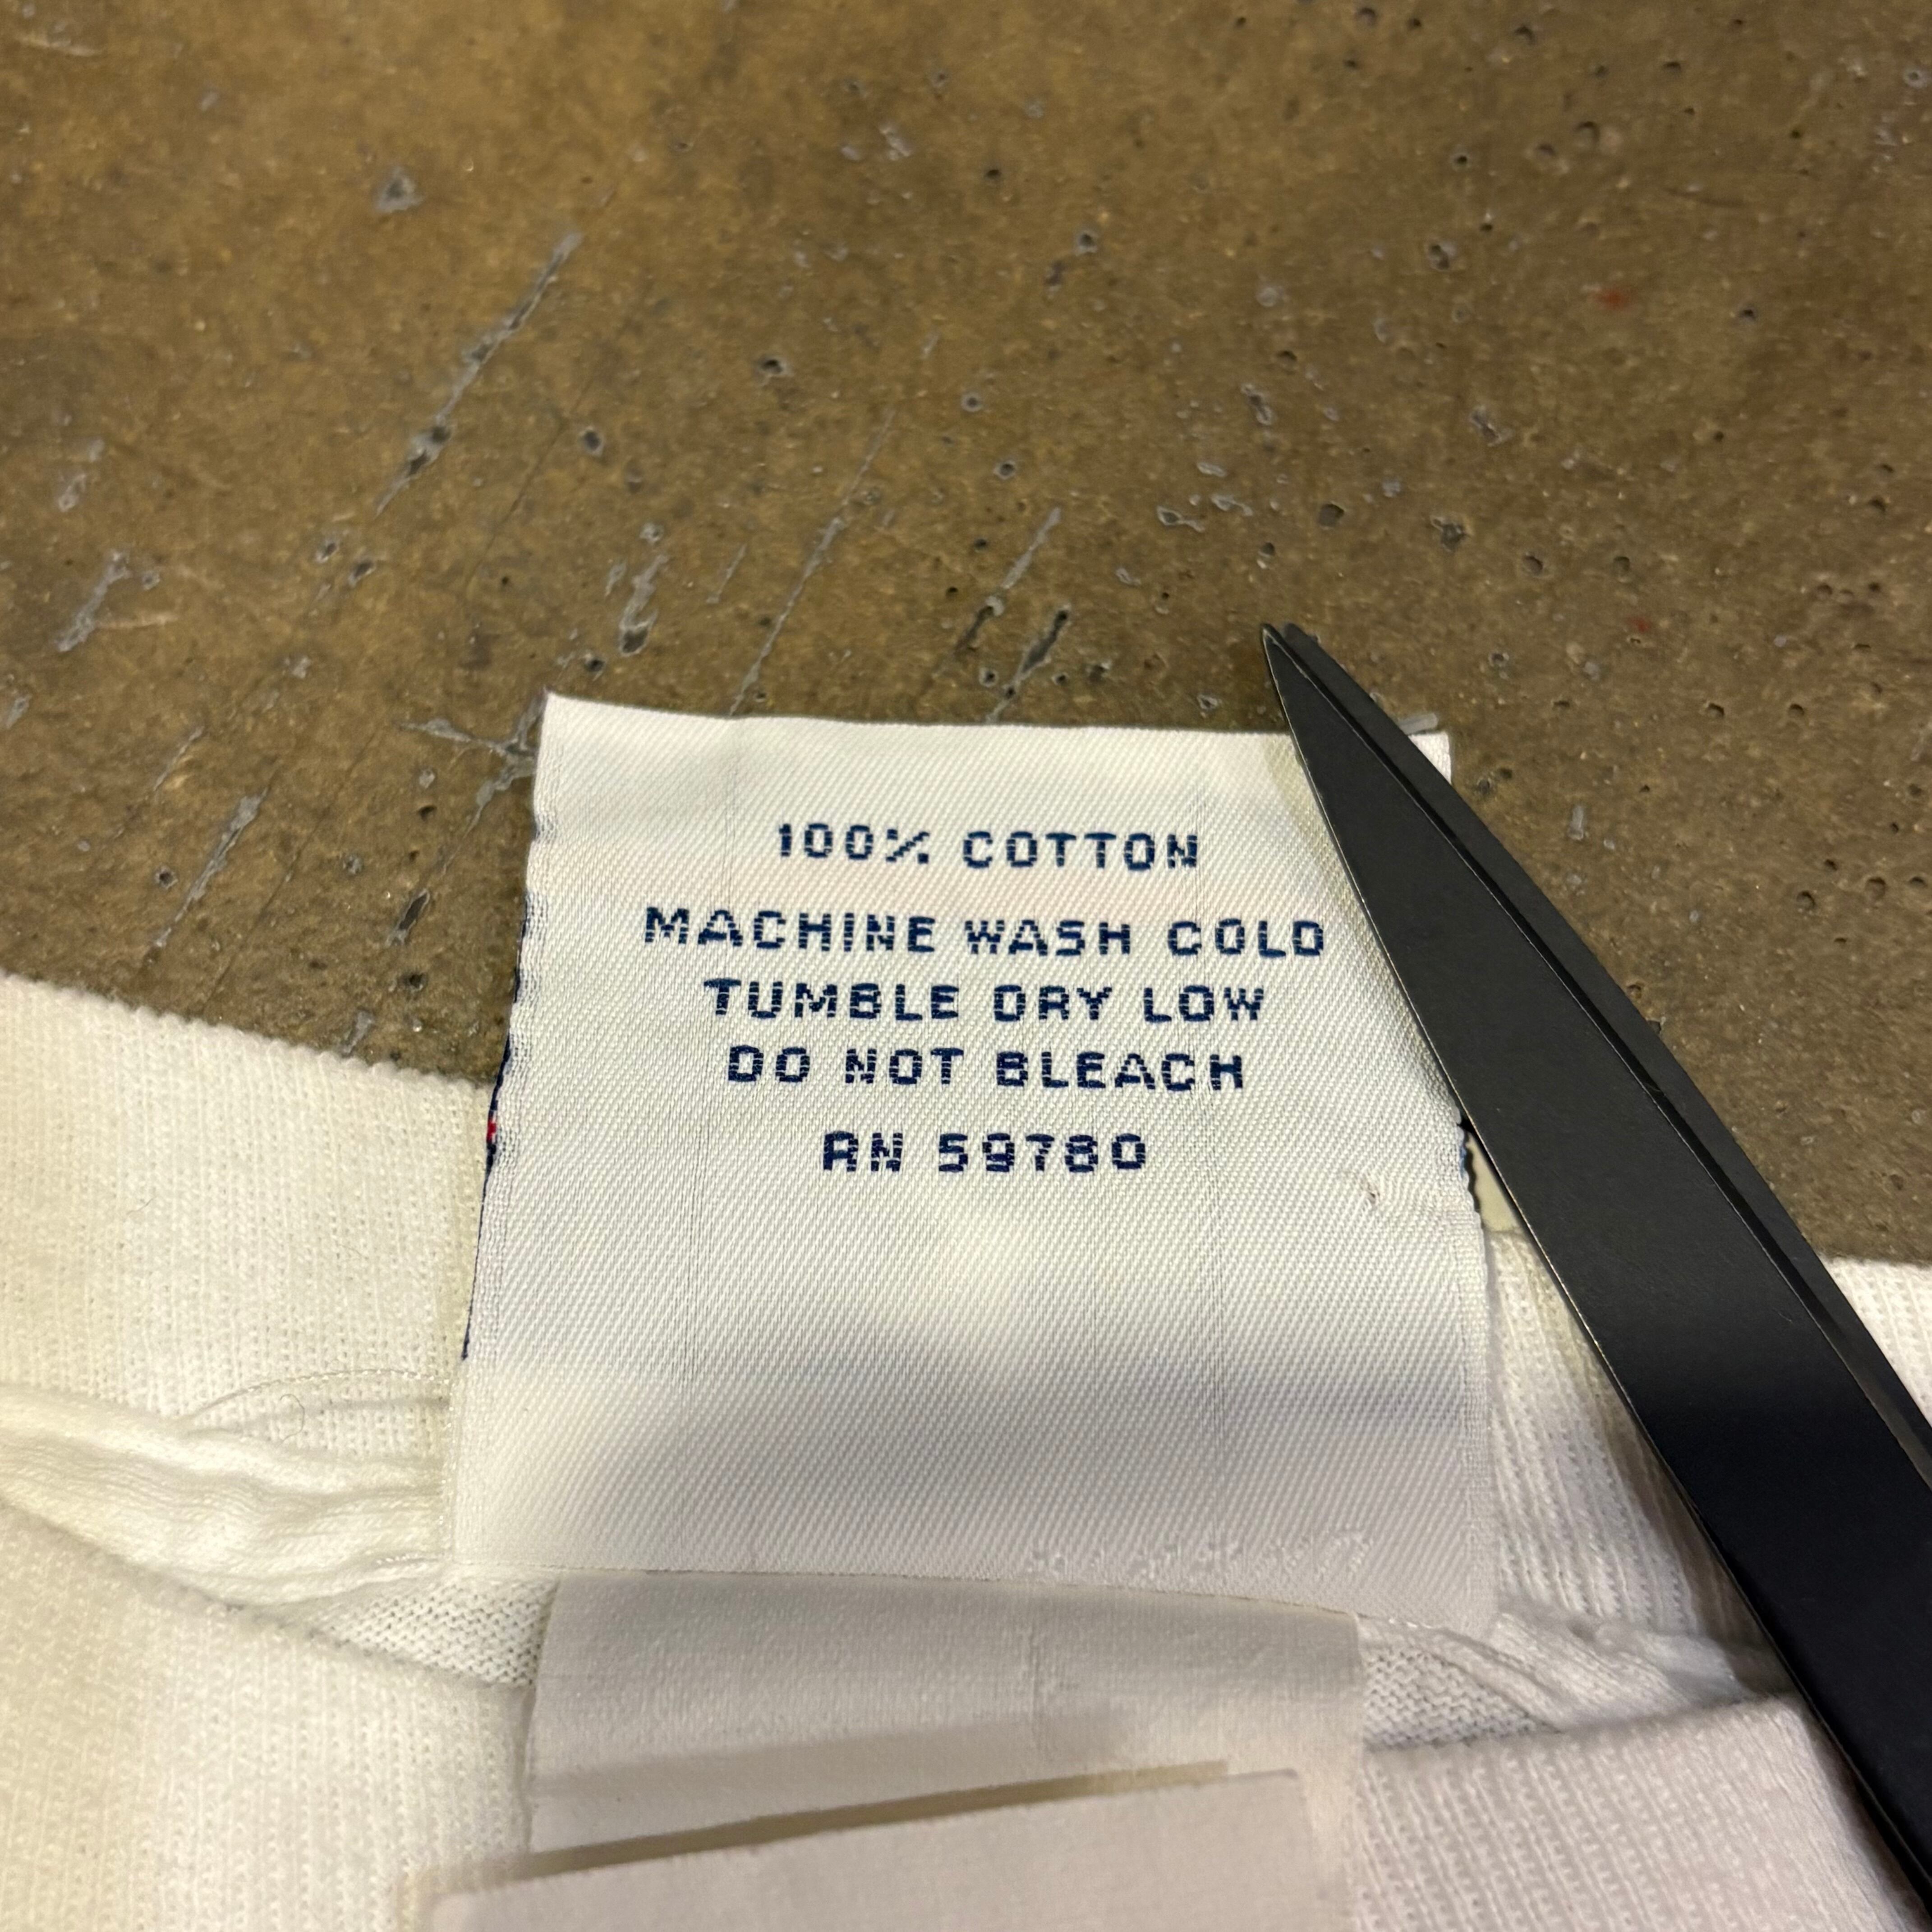 100% COTTON
MACHINE WASH COLD
TUMBLE DRY LOW
DO NOT BLEACH
RN 59780